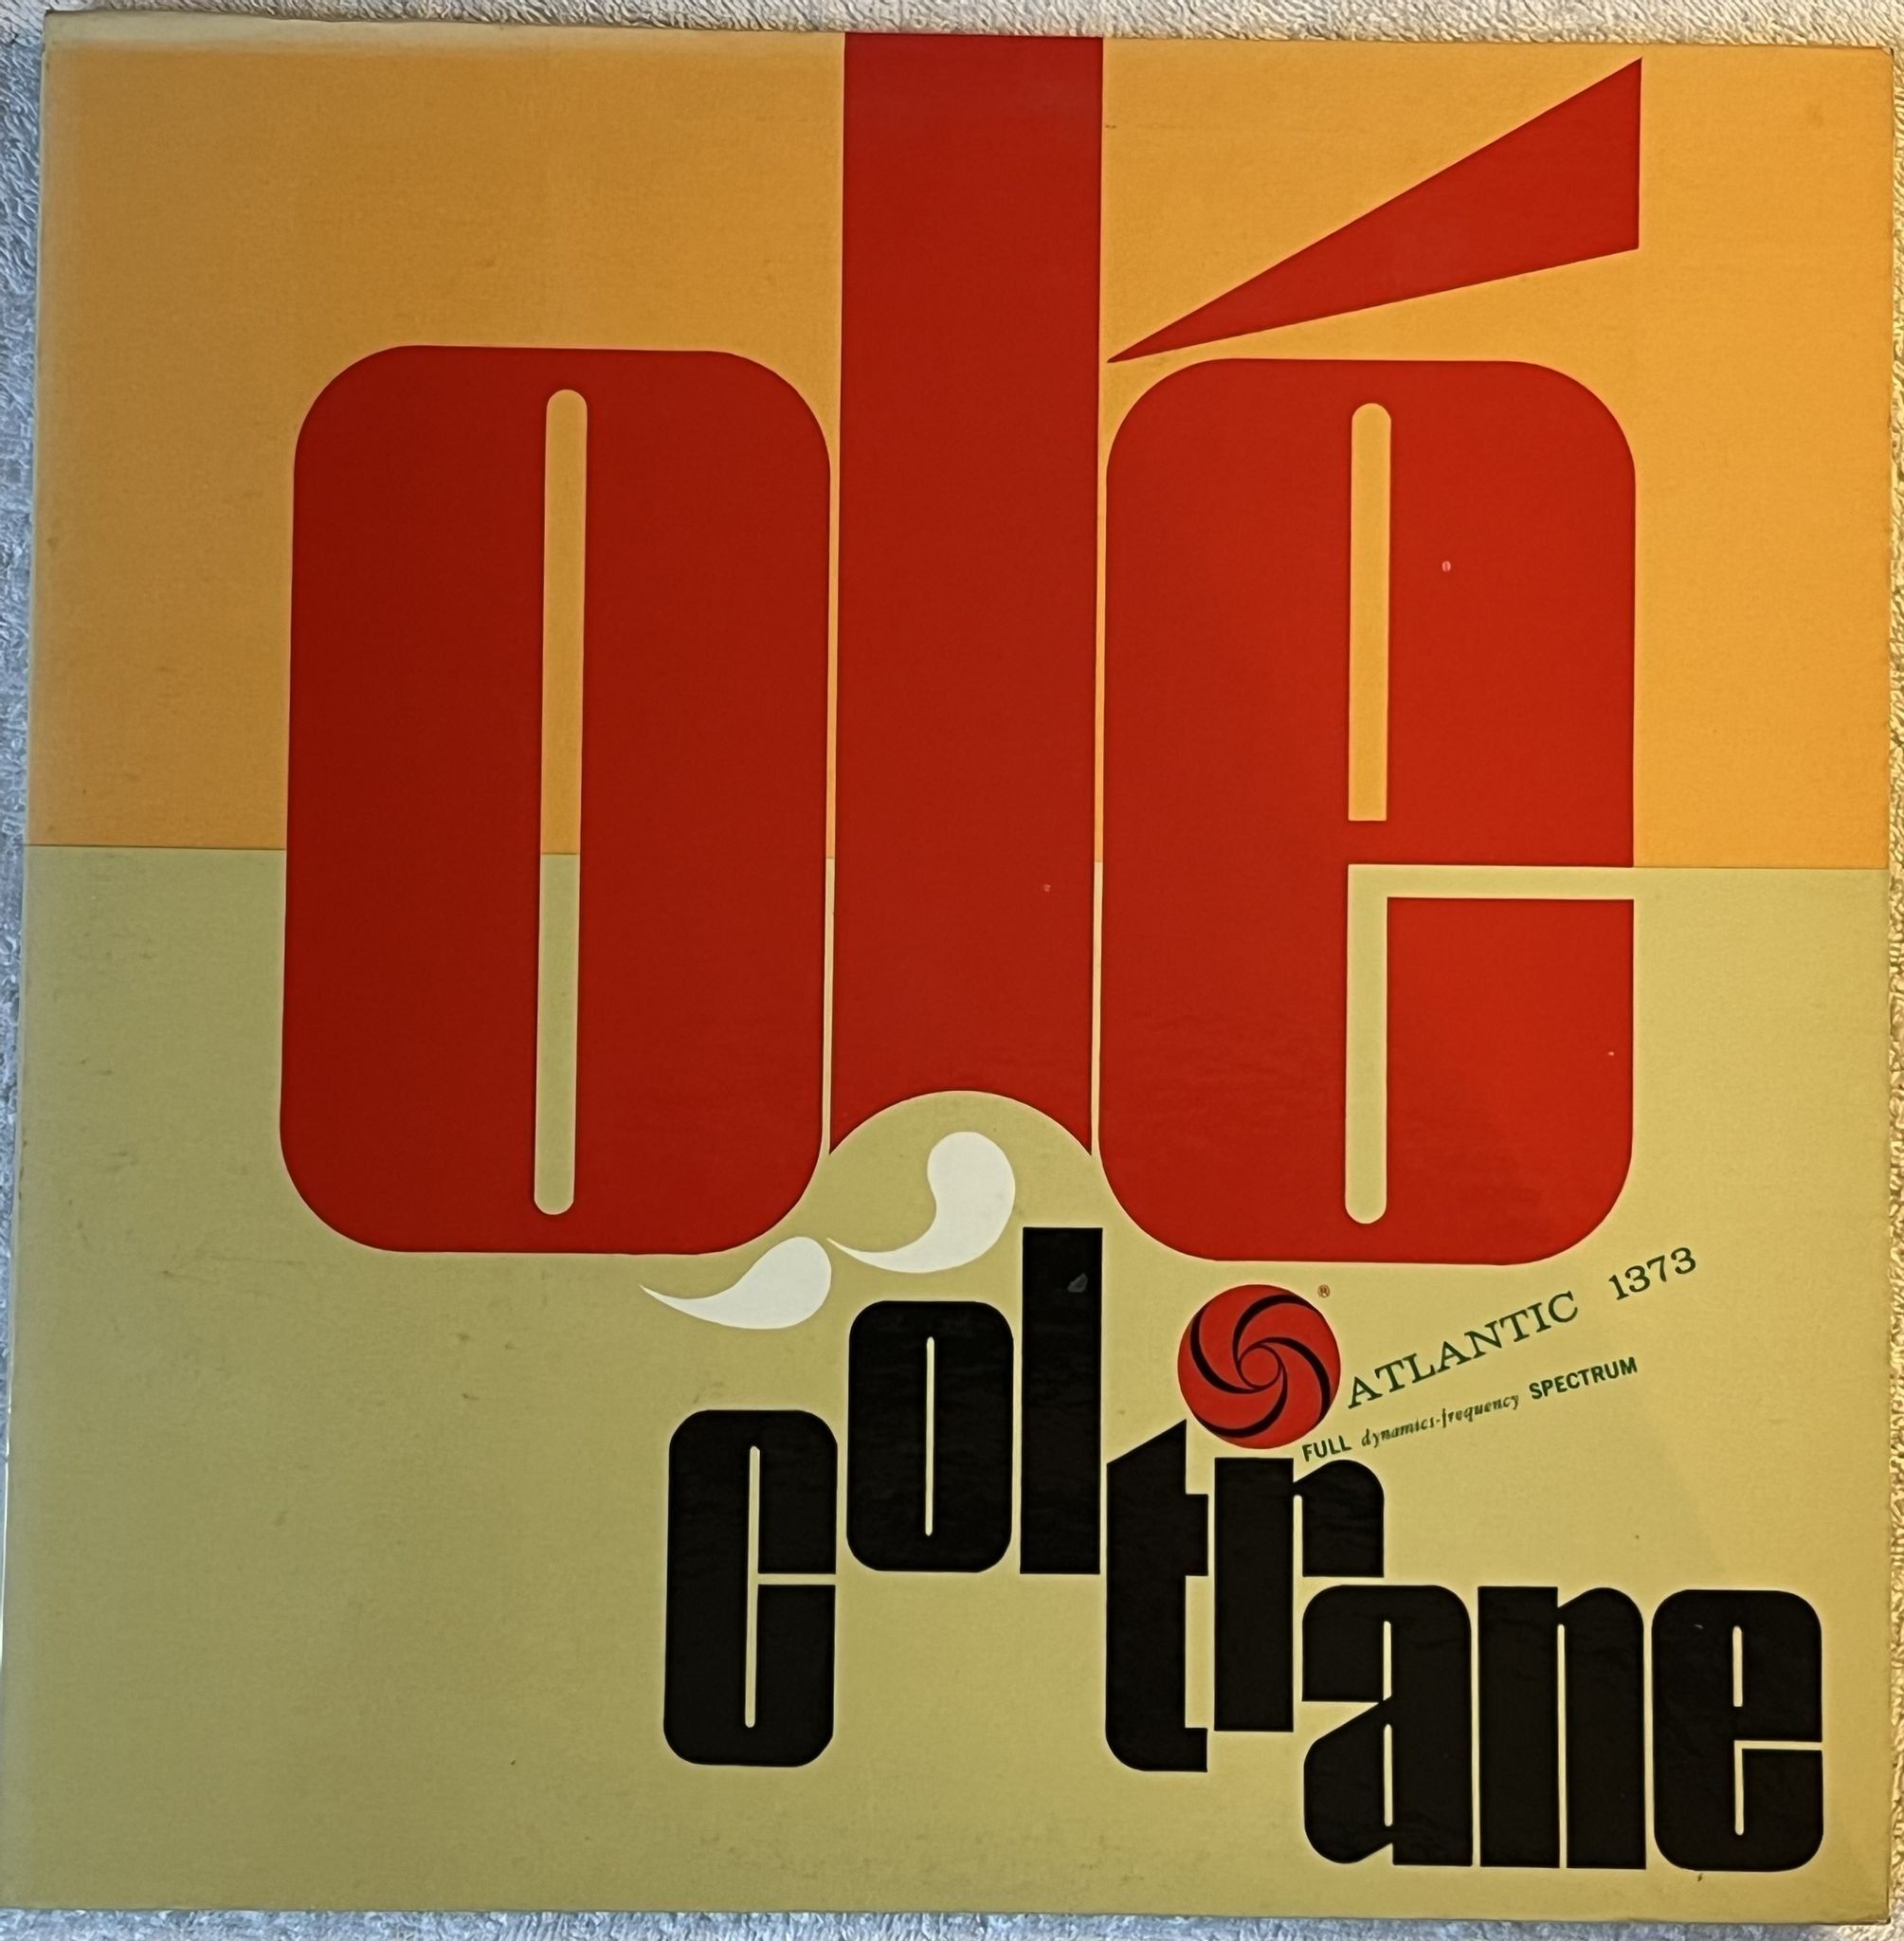 olé
coltrane
®
ATLANTIC 1373
FULL dynamics-frequency SPECTRUM